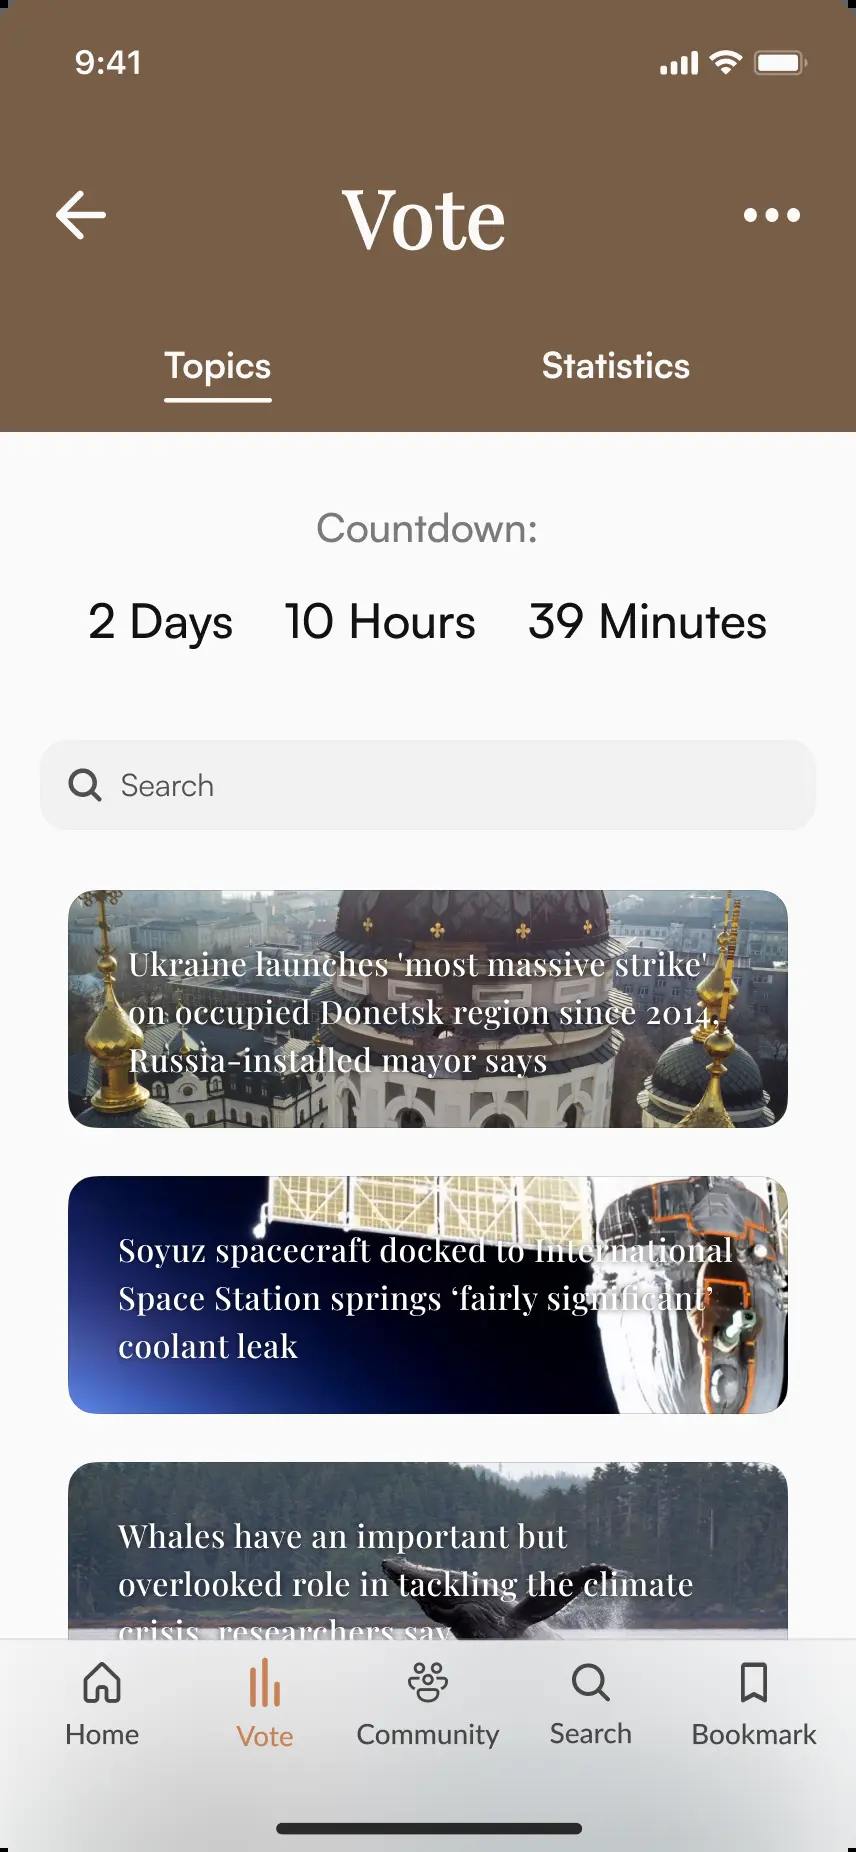 9:41
Vote
Topics
Statistics
Countdown:
2 Days 10 Hours 39 Minutes
Search
Ukraine launches 'most massive strike'
on occupied Donetsk region since 2014,
Russia-installed mayor says
Soyuz spacecraft docked to International
Space Station springs ‘fairly significant’
coolant leak
Whales have an important but
overlooked role in tackling the climate
crisis, researchers say
Home
Vote
Community
Search
Bookmark